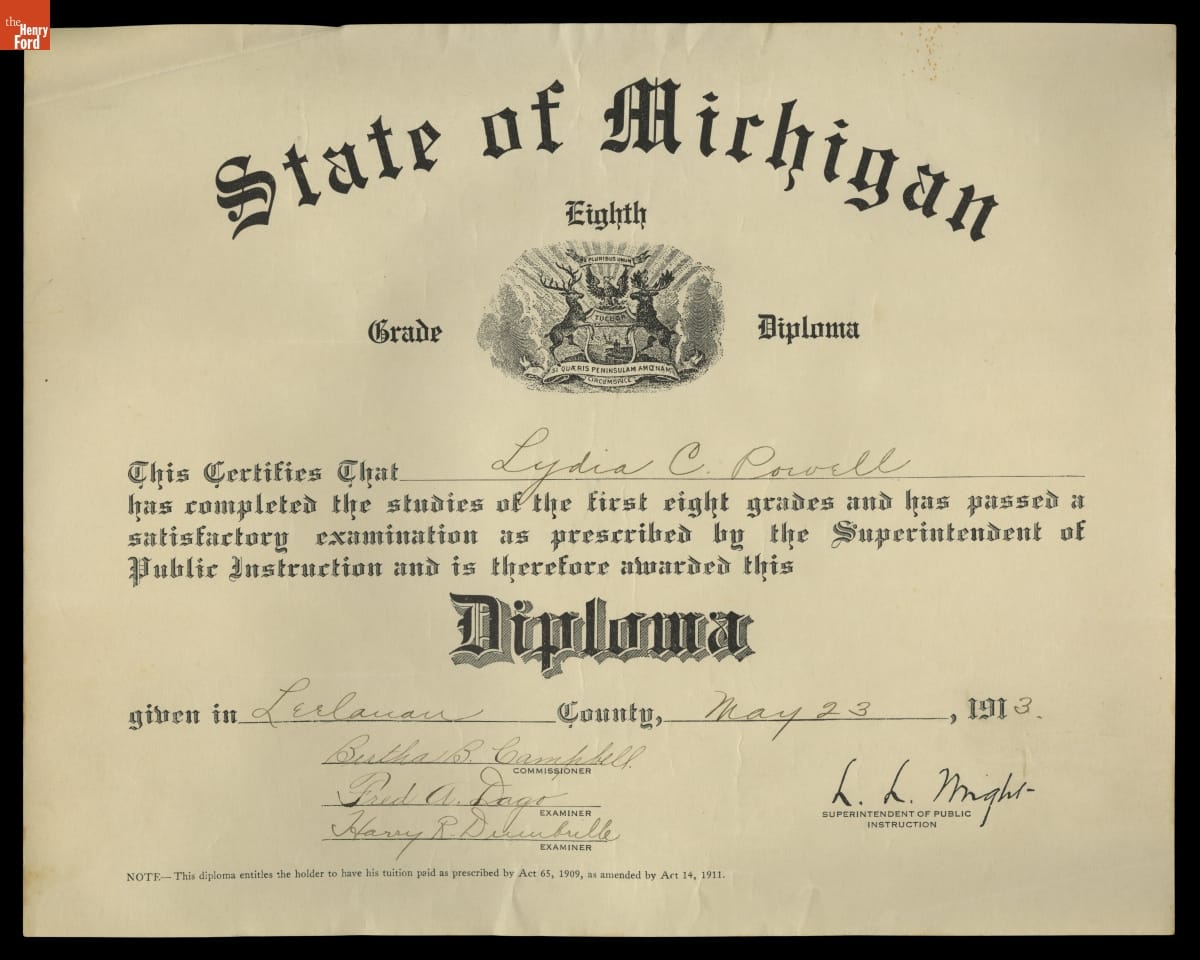 the
Henry
Ford
State of Michigan
Eighth
E PLURIBUS UNUM
TUEBOR
Grade Diploma
SI QUÆRIS PENINSULAM AMŒNAM
CIRCUMSPICE
This Certifies That Lydia C. Powell
has completed the studies of the first eight grades and has passed a
satisfactory examination as prescribed by the Superintendent of
Public Instruction and is therefore awarded this
Diploma
given in Leelanau County, May 23, 1913.
Bertha B. Campbell.
COMMISSIONER
Fred A. Dago
EXAMINER
Harry R. Dumbrille
EXAMINER
L. L. Wright
SUPERINTENDENT OF PUBLIC
INSTRUCTION
NOTE—This diploma entitles the holder to have his tuition paid as prescribed by Act 65, 1909, as amended by Act 14, 1911.